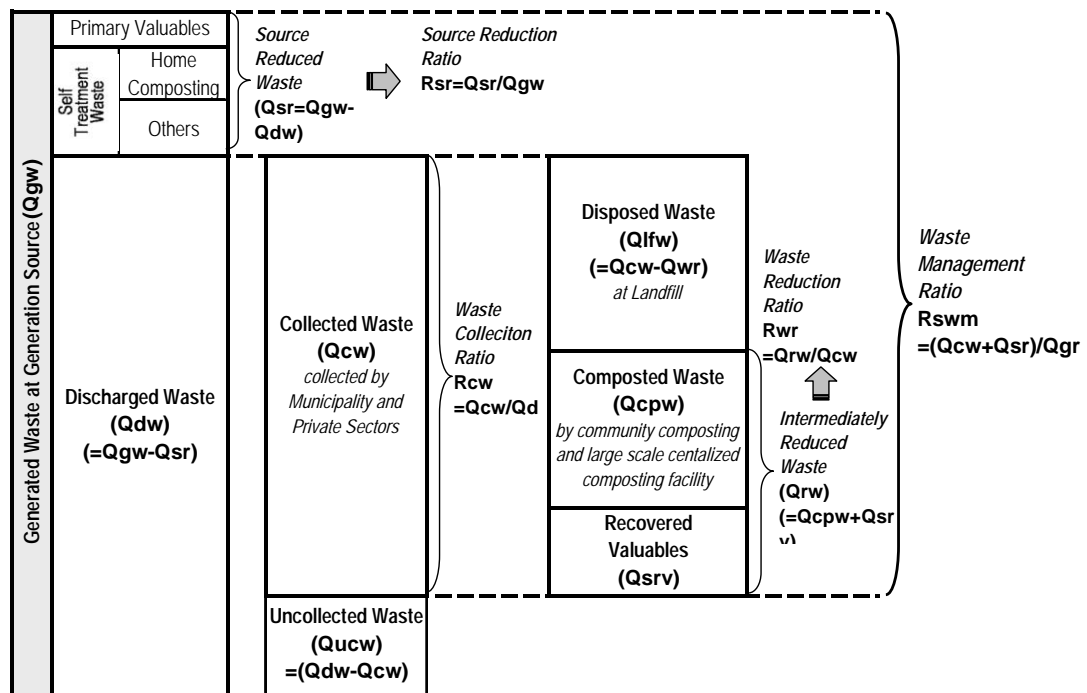 Generated Waste at Generation Source(Qgw)
Primary Valuables
Self
Treatment
Waste
Home
Composting
Others
Source
Reduced
Waste
(Qsr=Qgw-
Qdw)
Source Reduction
Ratio
Rsr=Qsr/Qgw
Discharged Waste
(Qdw)
(=Qgw-Qsr)
Collected Waste
(Qcw)
collected by
Municipality and
Private Sectors
Uncollected Waste
(Qucw)
=(Qdw-Qcw)
Waste
Colleciton
Ratio
Rcw
=Qcw/Qd
Disposed Waste
(Qlfw)
(=Qcw-Qwr)
at Landfill
Composted Waste
(Qcpw)
by community composting
and large scale centalized
composting facility
Recovered
Valuables
(Qsrv)
Waste
Reduction
Ratio
Rwr
=Qrw/Qcw
Intermediately
Reduced
Waste
(Qrw)
(=Qcpw+Qsr
v)
Waste
Management
Ratio
Rswm
=(Qcw+Qsr)/Qgr